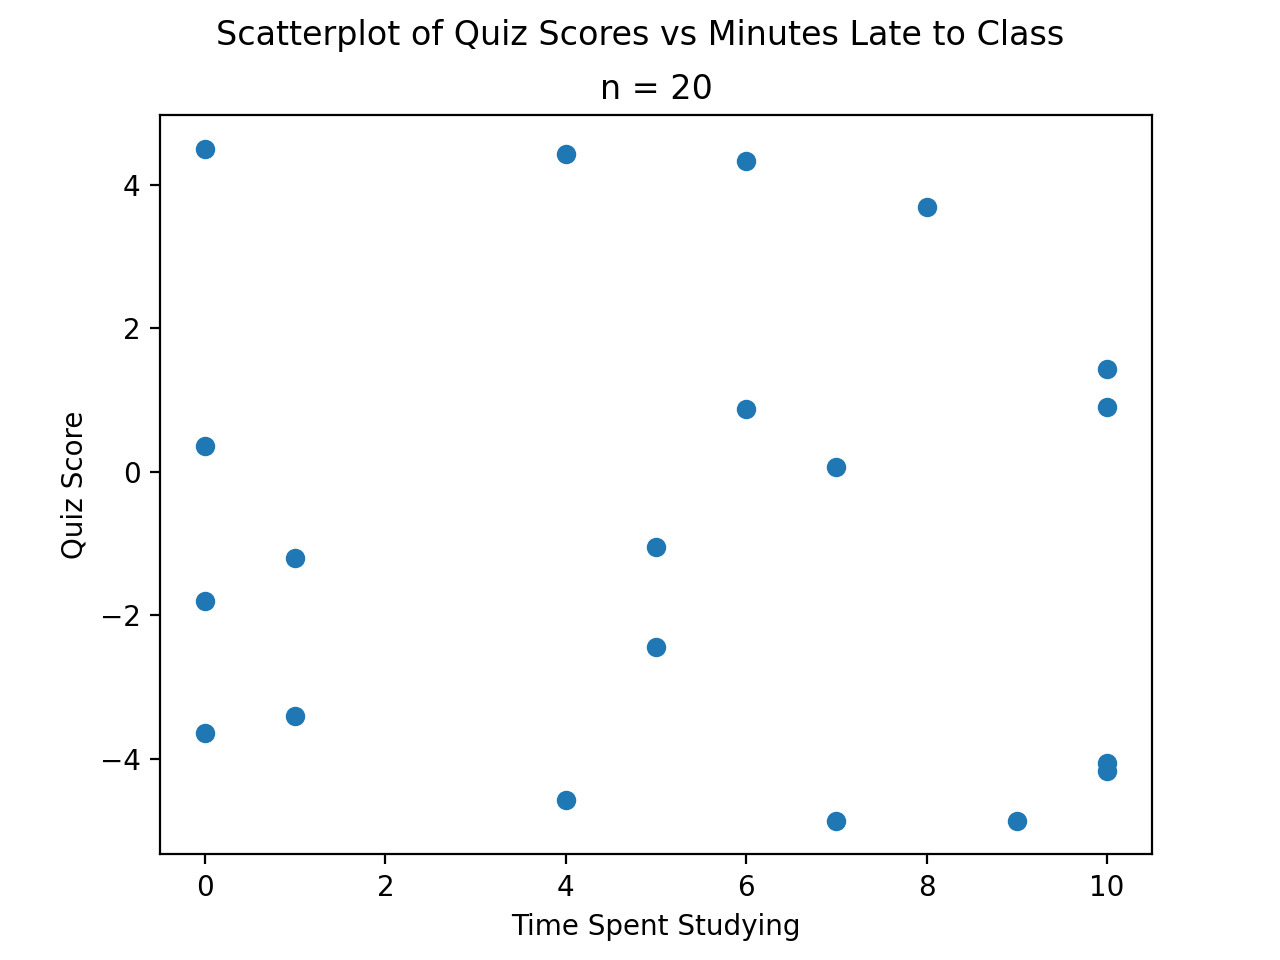 Scatterplot of Quiz Scores vs Minutes Late to Class
n = 20
4
2
0
−2
−4
Quiz Score
0 2 4 6 8 10
Time Spent Studying